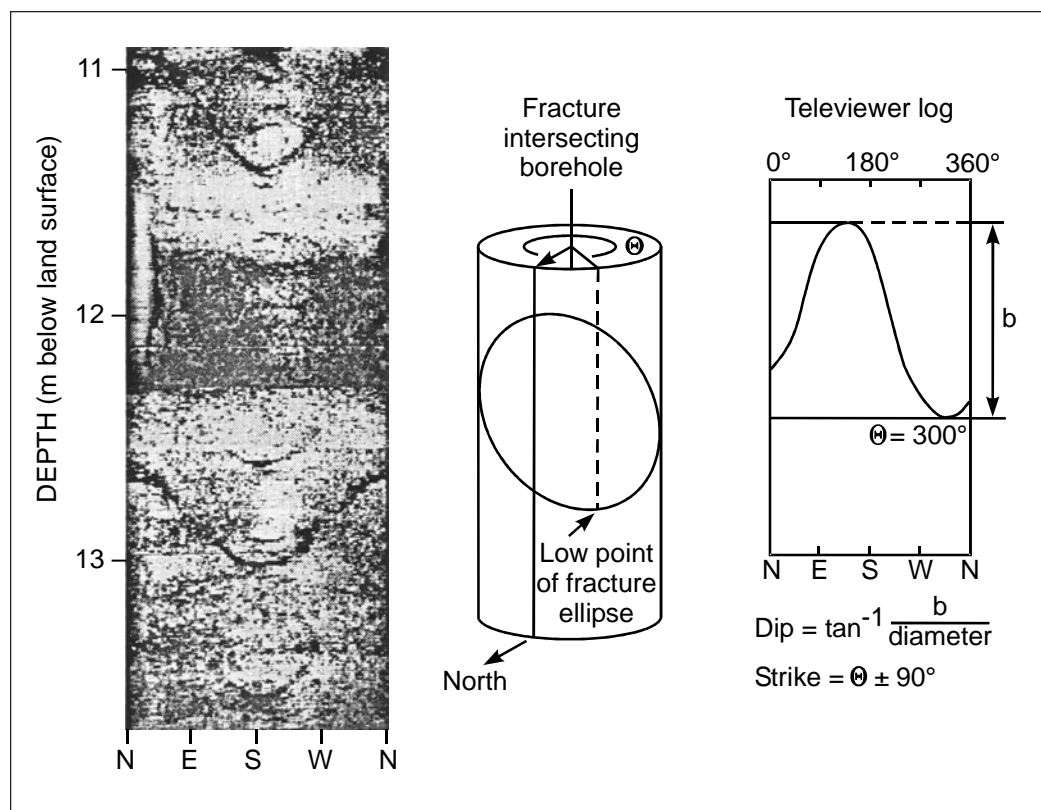 DEPTH (m below land surface)
11
12
13
N E S W N
Fracture
intersecting
borehole
Θ
Low point
of fracture
ellipse
North
Televiewer log
0° 180° 360°
b
Θ = 300°
N E S W N
Dip = tan⁻¹ b
diameter
Strike = Θ ± 90°